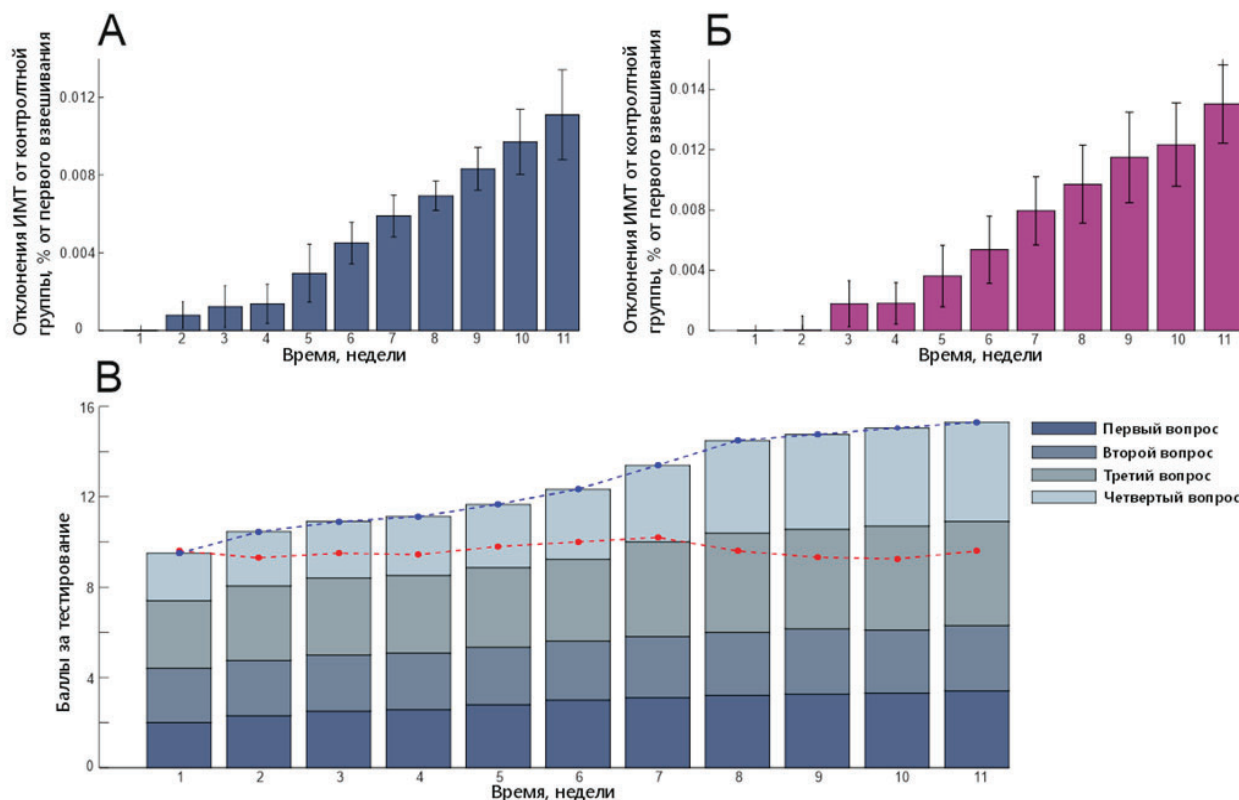 А
Отклонения ИМТ от контролтной
группы, % от первого взвешивания
0.012
0.008
0.004
0
1 2 3 4 5 6 7 8 9 10 11
Время, недели
Б
Отклонения ИМТ от контролтной
группы, % от первого взвешивания
0.014
0.012
0.008
0.004
0
1 2 3 4 5 6 7 8 9 10 11
Время, недели
В
Баллы за тестирование
16
12
8
4
0
1 2 3 4 5 6 7 8 9 10 11
Время, недели
Первый вопрос
Второй вопрос
Третий вопрос
Четвертый вопрос